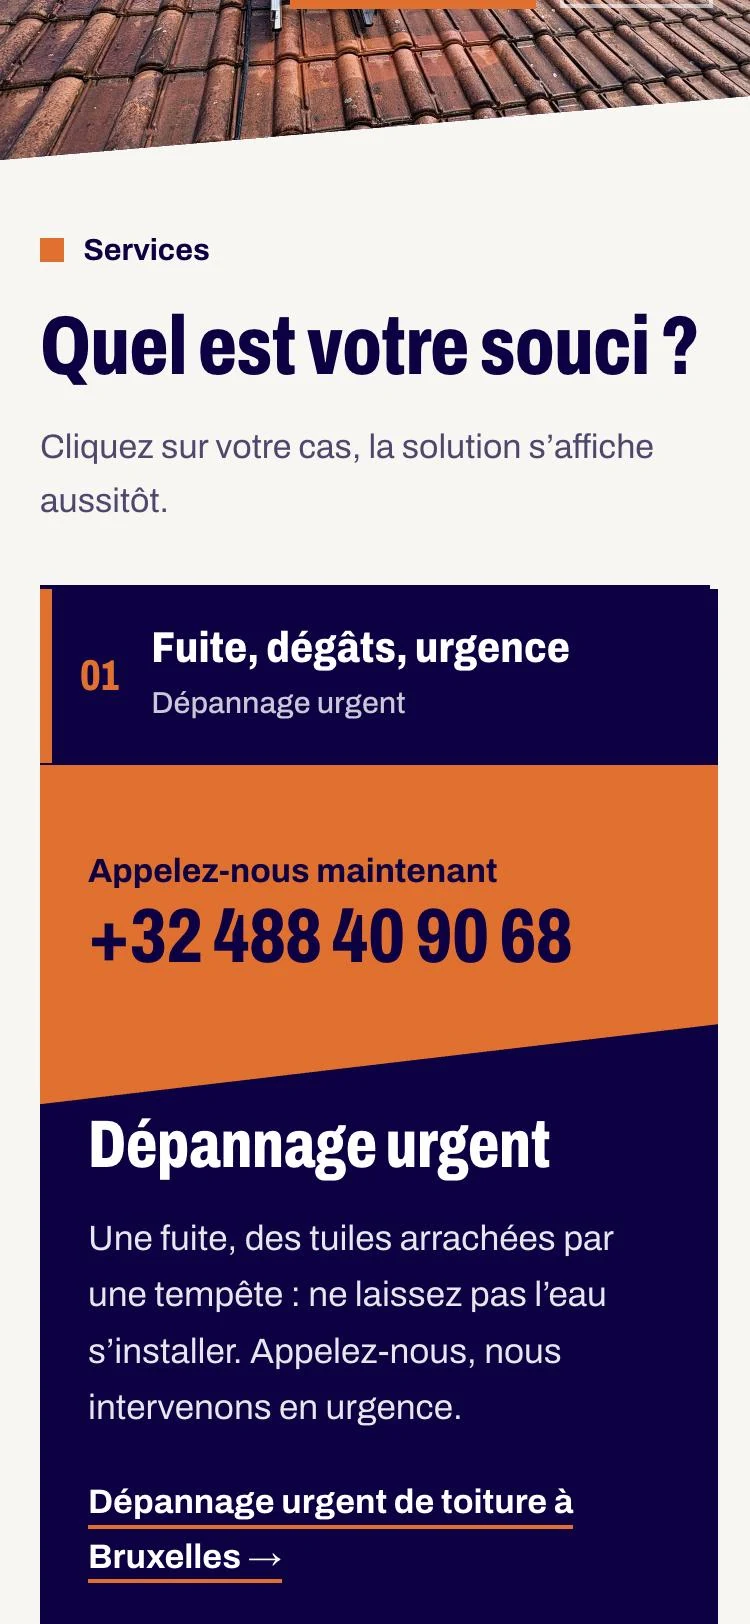 Services
Quel est votre souci ?
Cliquez sur votre cas, la solution s’affiche
aussitôt.
01
Fuite, dégâts, urgence
Dépannage urgent
Appelez-nous maintenant
+32 488 40 90 68
Dépannage urgent
Une fuite, des tuiles arrachées par
une tempête : ne laissez pas l’eau
s’installer. Appelez-nous, nous
intervenons en urgence.
Dépannage urgent de toiture à
Bruxelles →